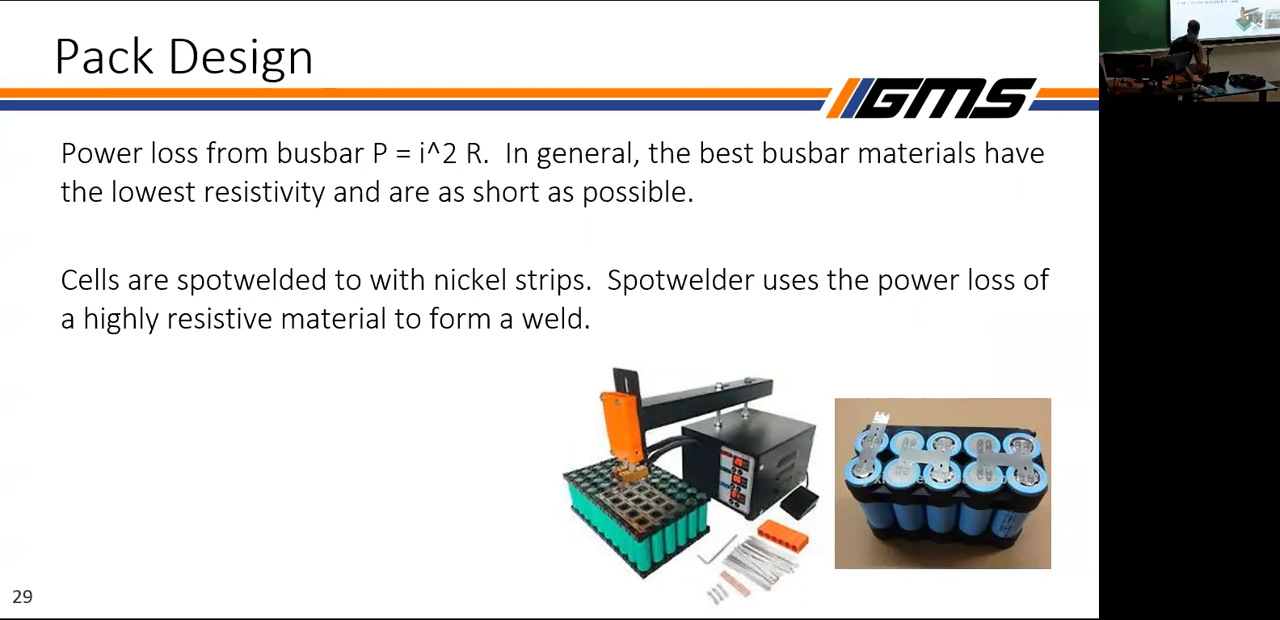 Pack Design
GMS
Power loss from busbar P = i^2 R.  In general, the best busbar materials have
the lowest resistivity and are as short as possible.
Cells are spotwelded to with nickel strips.  Spotwelder uses the power loss of
a highly resistive material to form a weld.
29